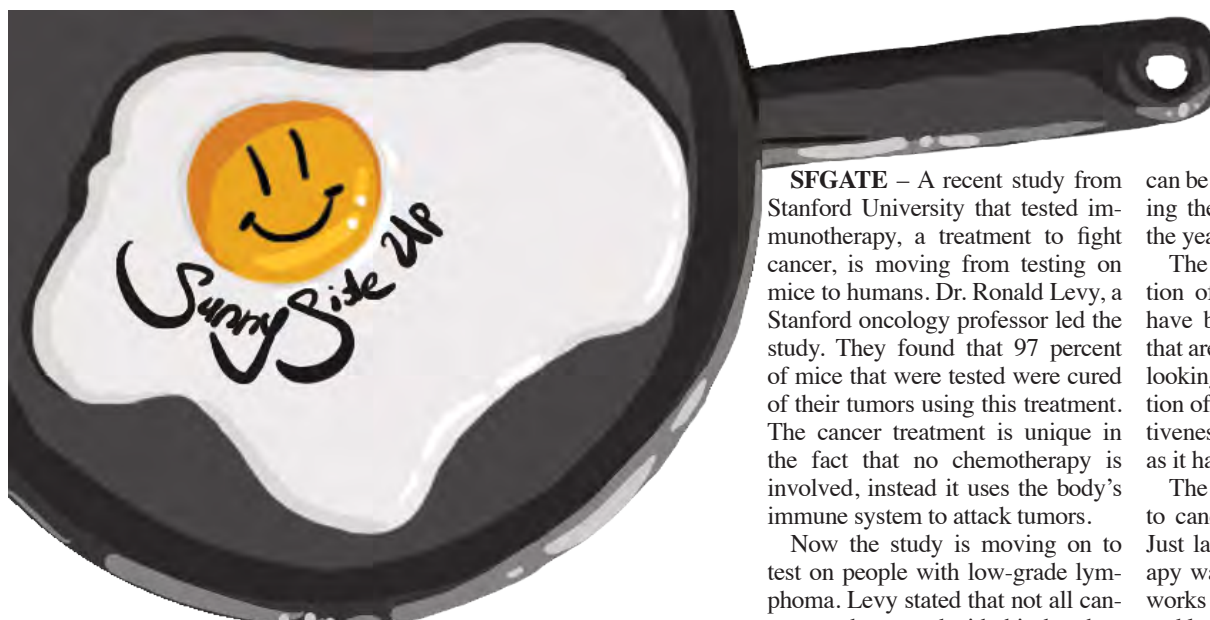 Sunny Side Up
SFGATE – A recent study from
Stanford University that tested im-
munotherapy, a treatment to fight
cancer, is moving from testing on
mice to humans. Dr. Ronald Levy, a
Stanford oncology professor led the
study. They found that 97 percent
of mice that were tested were cured
of their tumors using this treatment.
The cancer treatment is unique in
the fact that no chemotherapy is
involved, instead it uses the body’s
immune system to attack tumors.
Now the study is moving on to
test on people with low-grade lym-
phoma. Levy stated that not all can-
can be
ing the
the yea
The
tion of
have b
that are
looking
tion of
tiveness
as it ha
The
to canc
Just la
apy wa
works